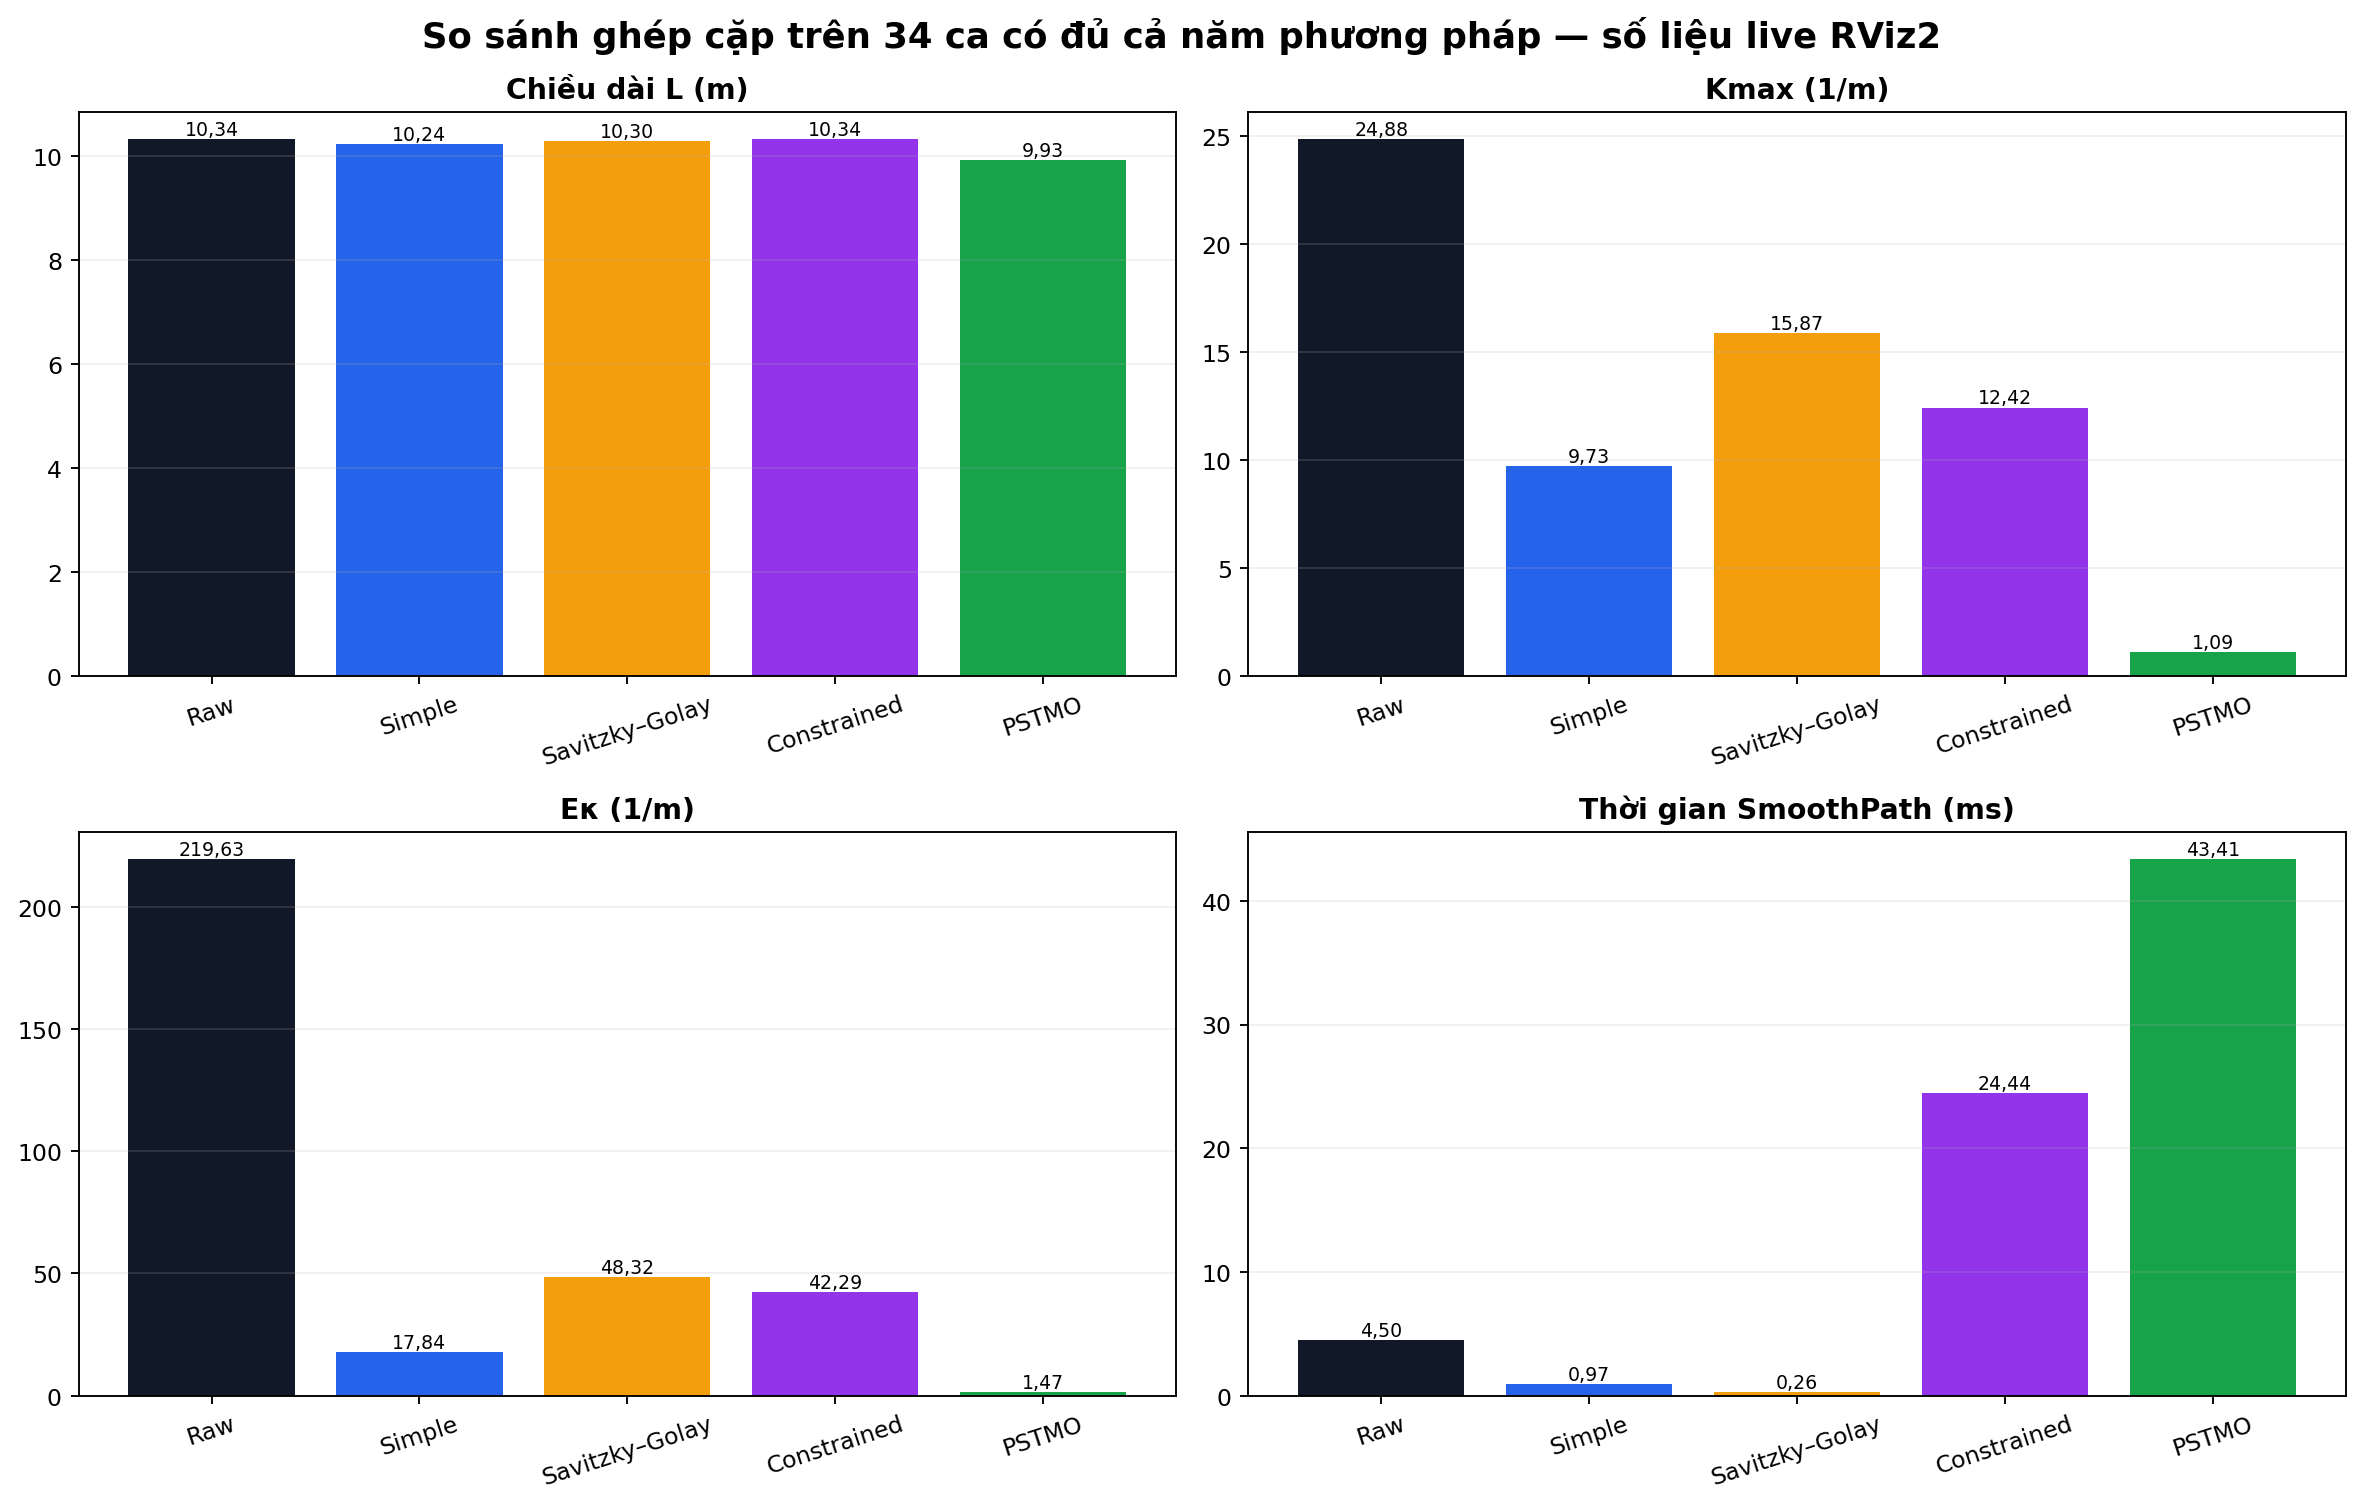 So sánh ghép cặp trên 34 ca có đủ cả năm phương pháp — số liệu live RViz2
Chiều dài L (m)
10,34
10,24
10,30
10,34
9,93
10
8
6
4
2
0
Raw
Simple
Savitzky–Golay
Constrained
PSTMO
Kmax (1/m)
24,88
9,73
15,87
12,42
1,09
25
20
15
10
5
0
Raw
Simple
Savitzky–Golay
Constrained
PSTMO
Eκ (1/m)
219,63
17,84
48,32
42,29
1,47
200
150
100
50
0
Raw
Simple
Savitzky–Golay
Constrained
PSTMO
Thời gian SmoothPath (ms)
4,50
0,97
0,26
24,44
43,41
40
30
20
10
0
Raw
Simple
Savitzky–Golay
Constrained
PSTMO